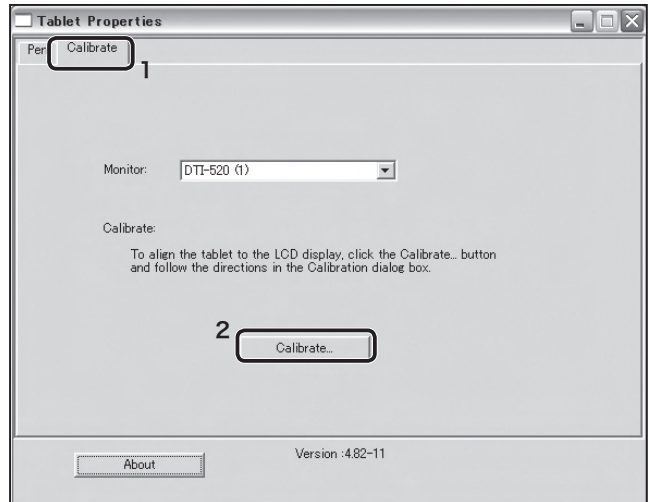 Tablet Properties
Pen Calibrate
1
Monitor: DTI-520 (1)
Calibrate:
To align the tablet to the LCD display, click the Calibrate... button
and follow the directions in the Calibration dialog box.
2
Calibrate...
Version :4.82-11
About